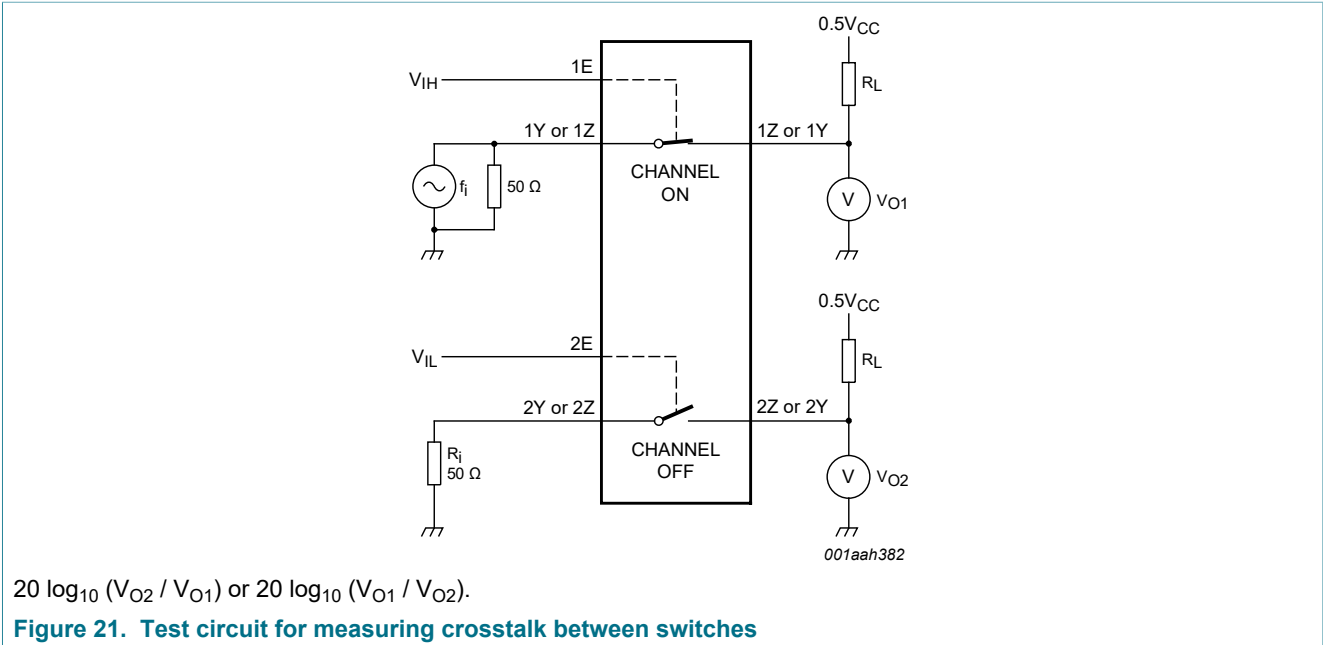 0.5V_CC
R_L
1E
V_IH
1Y or 1Z
1Z or 1Y
f_i
50 Ω
CHANNEL
ON
V
V_O1
0.5V_CC
R_L
2E
V_IL
2Y or 2Z
2Z or 2Y
R_i
50 Ω
CHANNEL
OFF
V
V_O2
001aah382
20 log₁₀ (V_O2 / V_O1) or 20 log₁₀ (V_O1 / V_O2).
Figure 21. Test circuit for measuring crosstalk between switches